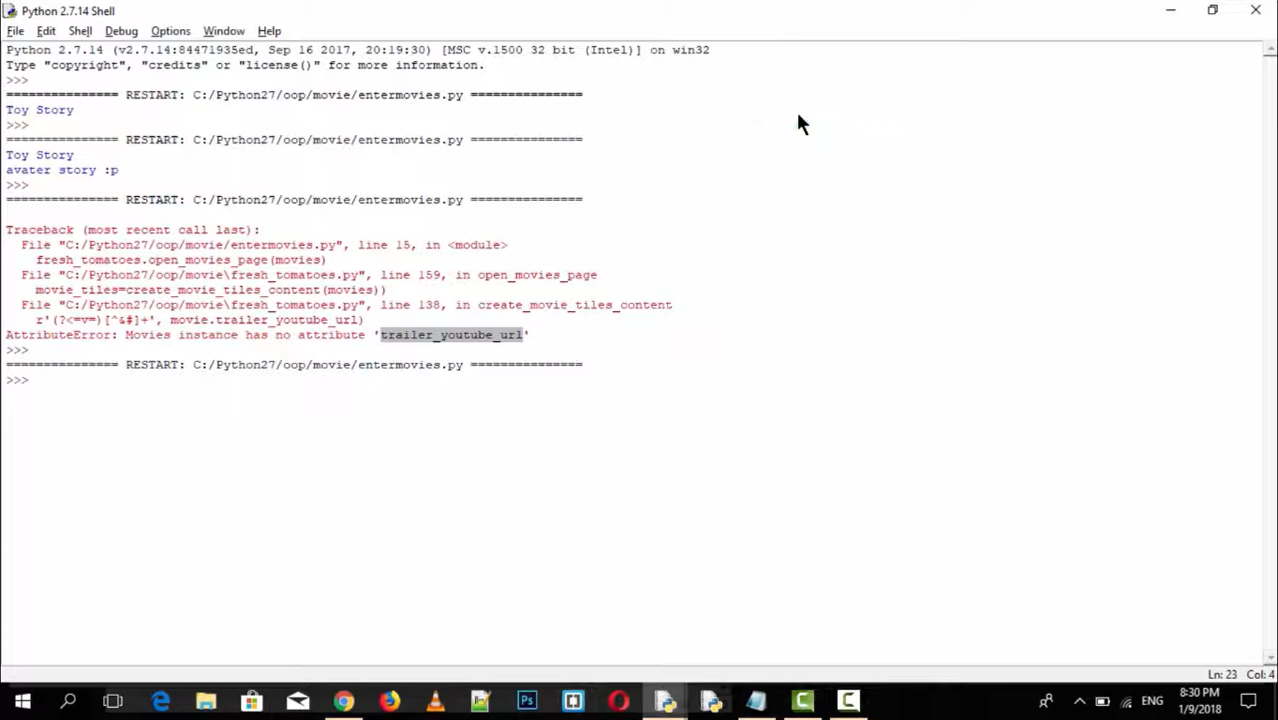 Python 2.7.14 Shell
File Edit Shell Debug Options Window Help
Python 2.7.14 (v2.7.14:84471935ed, Sep 16 2017, 20:19:30) [MSC v.1500 32 bit (Intel)] on win32
Type "copyright", "credits" or "license()" for more information.
>>>
=============== RESTART: C:/Python27/oop/movie/entermovies.py ===============
Toy Story
>>>
=============== RESTART: C:/Python27/oop/movie/entermovies.py ===============
Toy Story
avater story :p
>>>
=============== RESTART: C:/Python27/oop/movie/entermovies.py ===============
Traceback (most recent call last):
File "C:/Python27/oop/movie/entermovies.py", line 15, in <module>
fresh_tomatoes.open_movies_page(movies)
File "C:/Python27/oop/movie\fresh_tomatoes.py", line 159, in open_movies_page
movie_tiles=create_movie_tiles_content(movies))
File "C:/Python27/oop/movie\fresh_tomatoes.py", line 138, in create_movie_tiles_content
r'(?<=v=)[^&#]+', movie.trailer_youtube_url)
AttributeError: Movies instance has no attribute 'trailer_youtube_url'
>>>
=============== RESTART: C:/Python27/oop/movie/entermovies.py ===============
>>>
Ln: 23 Col: 4
Ps
ENG
8:30 PM
1/9/2018